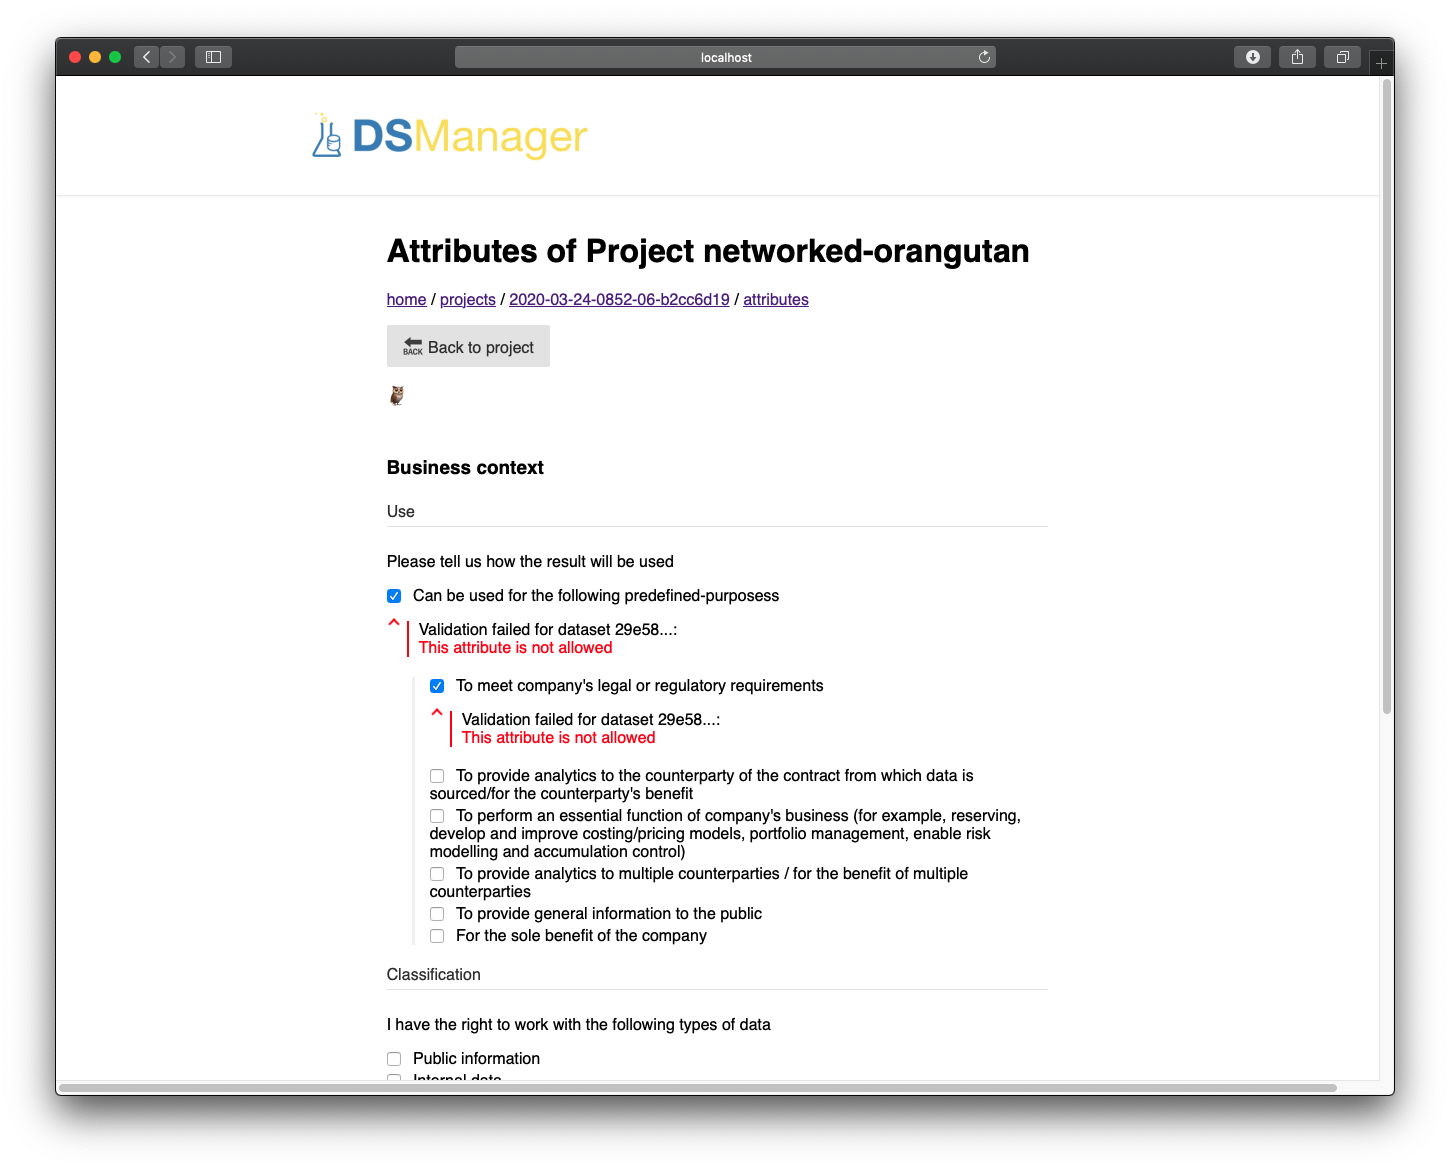 localhost
DSManager
Attributes of Project networked-orangutan
home / projects / 2020-03-24-0852-06-b2cc6d19 / attributes
BACK Back to project
Business context
Use
Please tell us how the result will be used
Can be used for the following predefined-purposess
Validation failed for dataset 29e58...:
This attribute is not allowed
To meet company's legal or regulatory requirements
Validation failed for dataset 29e58...:
This attribute is not allowed
To provide analytics to the counterparty of the contract from which data is
sourced/for the counterparty's benefit
To perform an essential function of company's business (for example, reserving,
develop and improve costing/pricing models, portfolio management, enable risk
modelling and accumulation control)
To provide analytics to multiple counterparties / for the benefit of multiple
counterparties
To provide general information to the public
For the sole benefit of the company
Classification
I have the right to work with the following types of data
Public information
Internal data